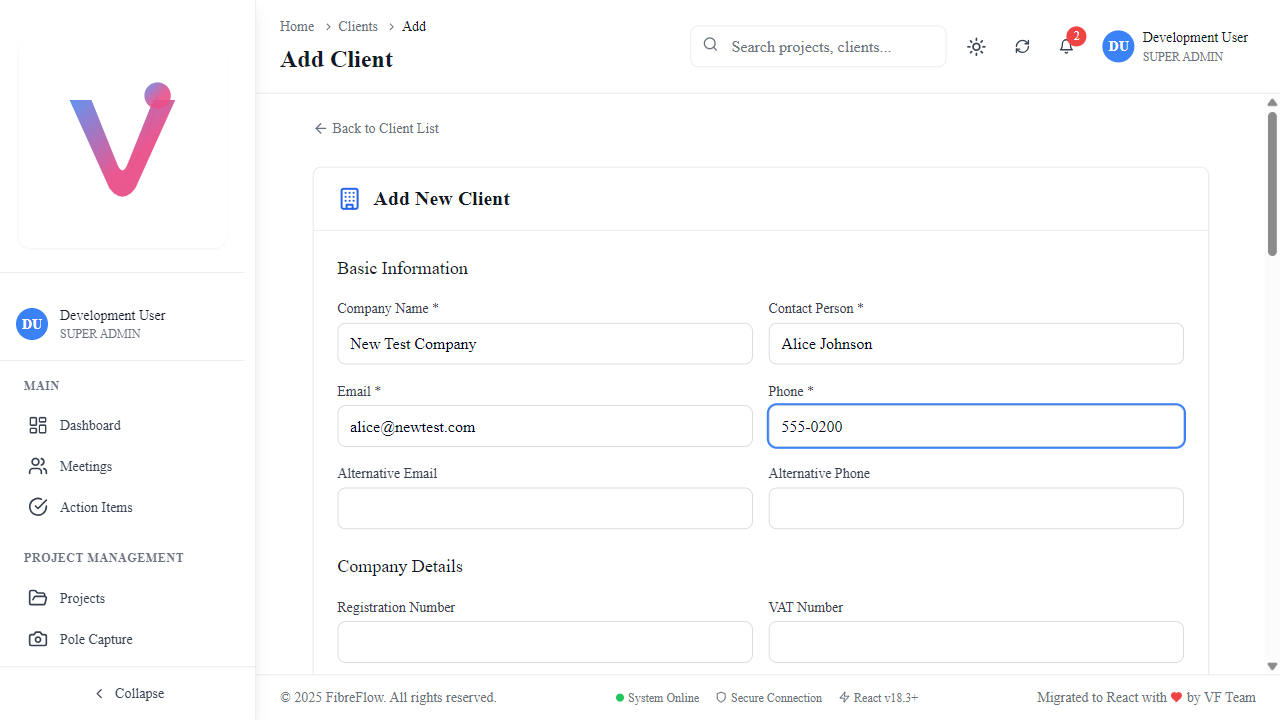 Home > Clients > Add
Add Client
Search projects, clients...
2
DU
Development User
SUPER ADMIN
DU
Development User
SUPER ADMIN
MAIN
Dashboard
Meetings
Action Items
PROJECT MANAGEMENT
Projects
Pole Capture
Collapse
Back to Client List
Add New Client
Basic Information
Company Name *
Contact Person *
New Test Company
Alice Johnson
Email *
Phone *
alice@newtest.com
555-0200
Alternative Email
Alternative Phone
Company Details
Registration Number
VAT Number
© 2025 FibreFlow. All rights reserved.
System Online
Secure Connection
React v18.3+
Migrated to React with ❤ by VF Team